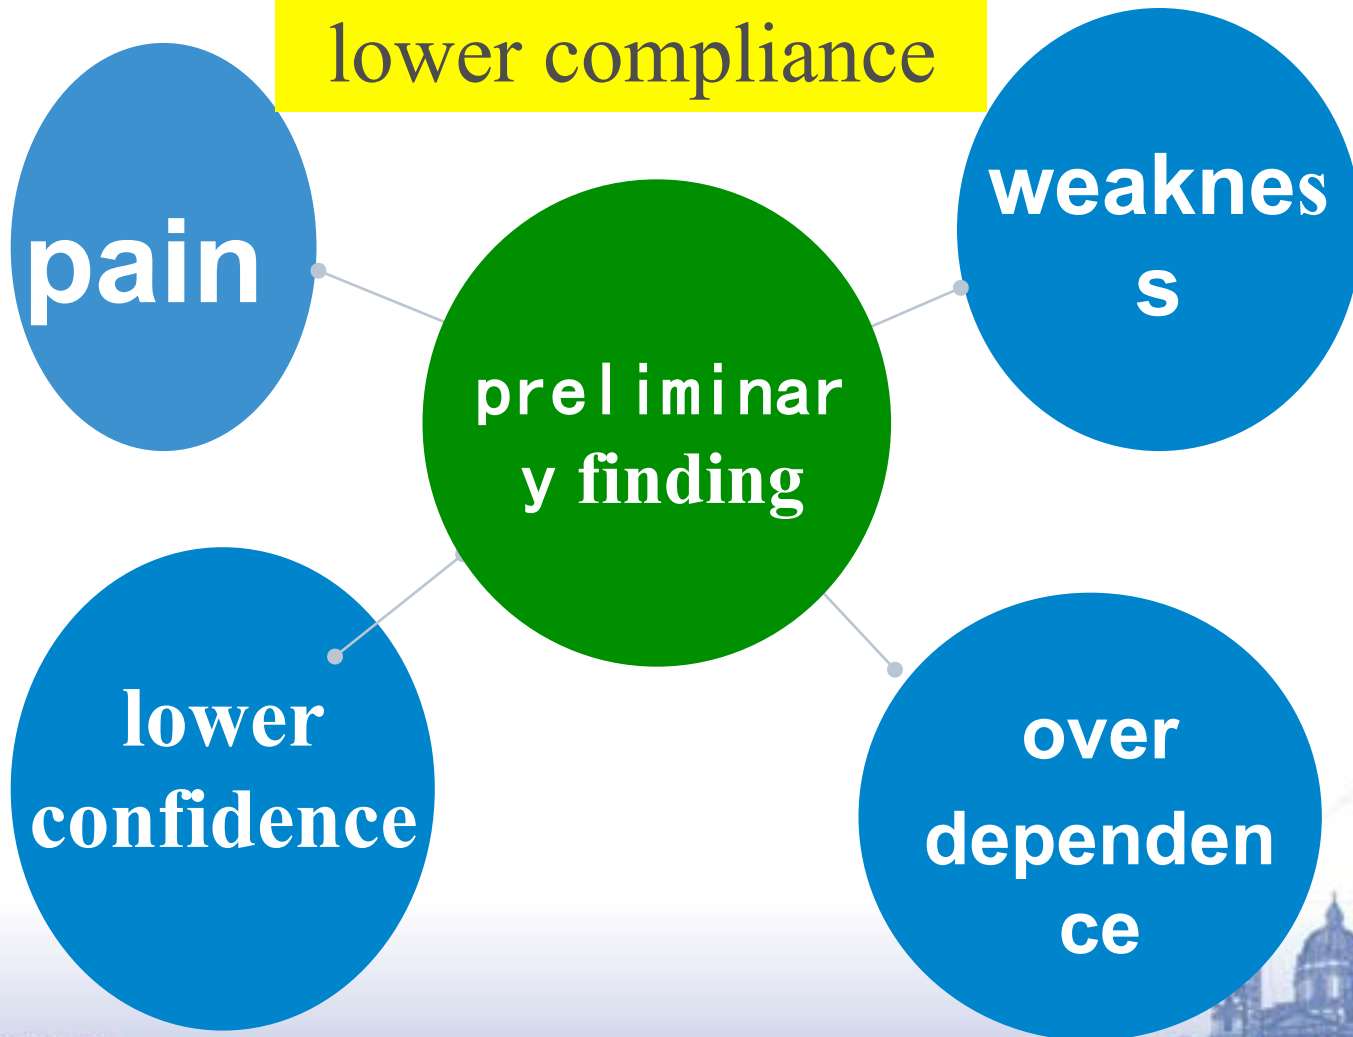 lower compliance
pain
weaknes
s
preliminar
y finding
lower
confidence
over
dependen
ce